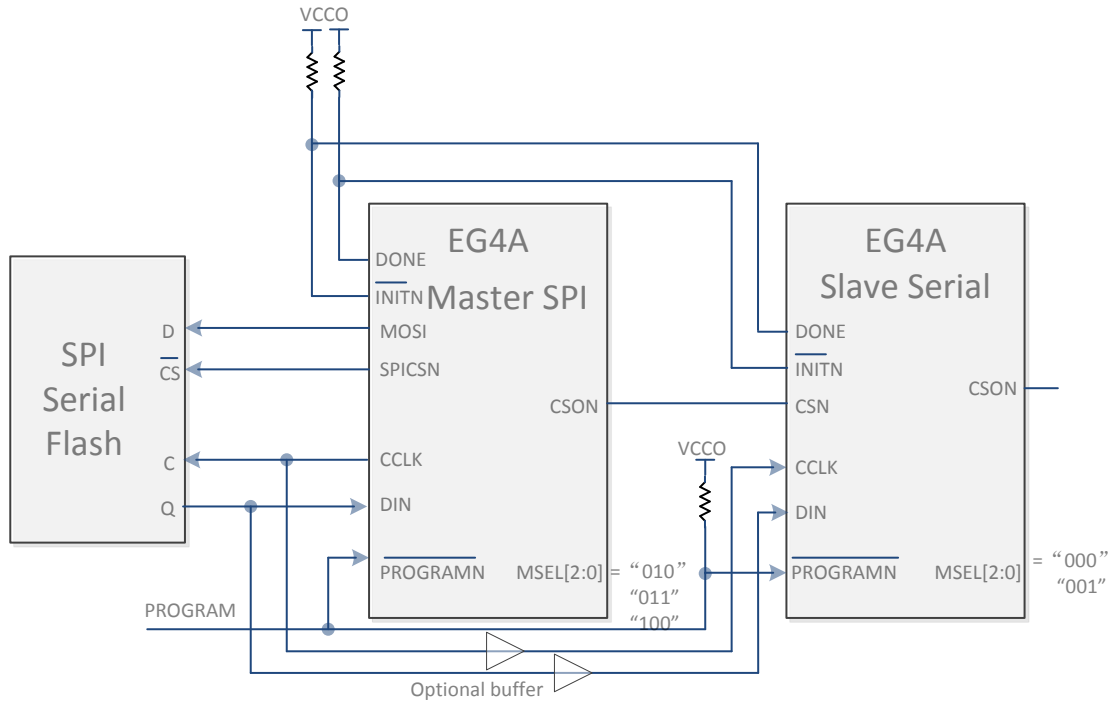 VCCO
EG4A
Master SPI
DONE
INITN
MOSI
SPICSN
CSON
CCLK
DIN
PROGRAMN
MSEL[2:0] = “010”
“011”
“100”
SPI
Serial
Flash
D
CS
C
Q
EG4A
Slave Serial
DONE
INITN
CSN
CSON
CCLK
DIN
PROGRAMN
MSEL[2:0] = “000”
“001”
VCCO
PROGRAM
Optional buffer